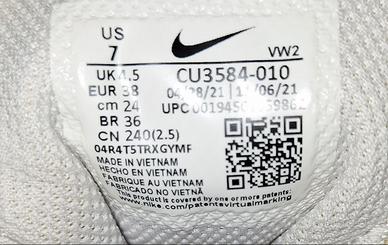 US
7
VW2
UK 4,5 CU3584-010
EUR 38 04/28/21 | 11/06/21
cm 24
BR 36
CN 240(2.5)
04R4T5TRXGYMF
MADE IN VIETNAM
HECHO EN VIETNAM
FABRIQUE AU VIETNAM
FABRICADO NO VIETNÃ
This product is covered by one or more patents:
www.nike.com/patentsvirtualmarking